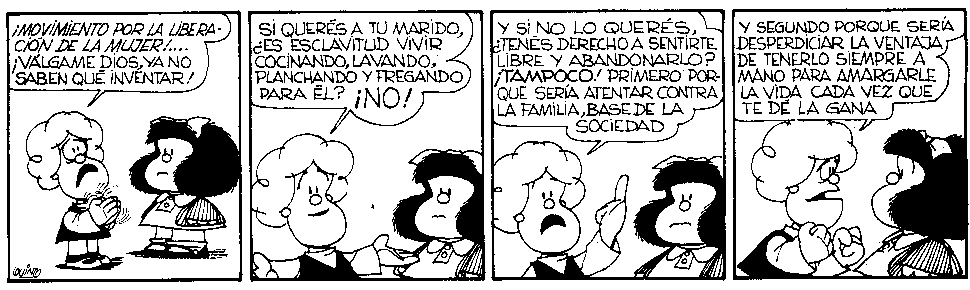 ¡MOVIMIENTO POR LA LIBERA-
CIÓN DE LA MUJER!....
¡VÁLGAME DIOS, YA NO
SABEN QUÉ INVENTAR!
QUINO
SI QUERÉS A TU MARIDO,
¿ES ESCLAVITUD VIVIR
COCINANDO, LAVANDO,
PLANCHANDO Y FREGANDO
PARA ÉL? ¡NO!
Y SI NO LO QUERÉS,
¿TENÉS DERECHO A SENTIRTE
LIBRE Y ABANDONARLO?
¡TAMPOCO! PRIMERO POR-
QUE SERÍA ATENTAR CONTRA
LA FAMILIA, BASE DE LA
SOCIEDAD
Y SEGUNDO PORQUE SERÍA
DESPERDICIAR LA VENTAJA
DE TENERLO SIEMPRE A
MANO PARA AMARGARLE
LA VIDA CADA VEZ QUE
TE DÉ LA GANA